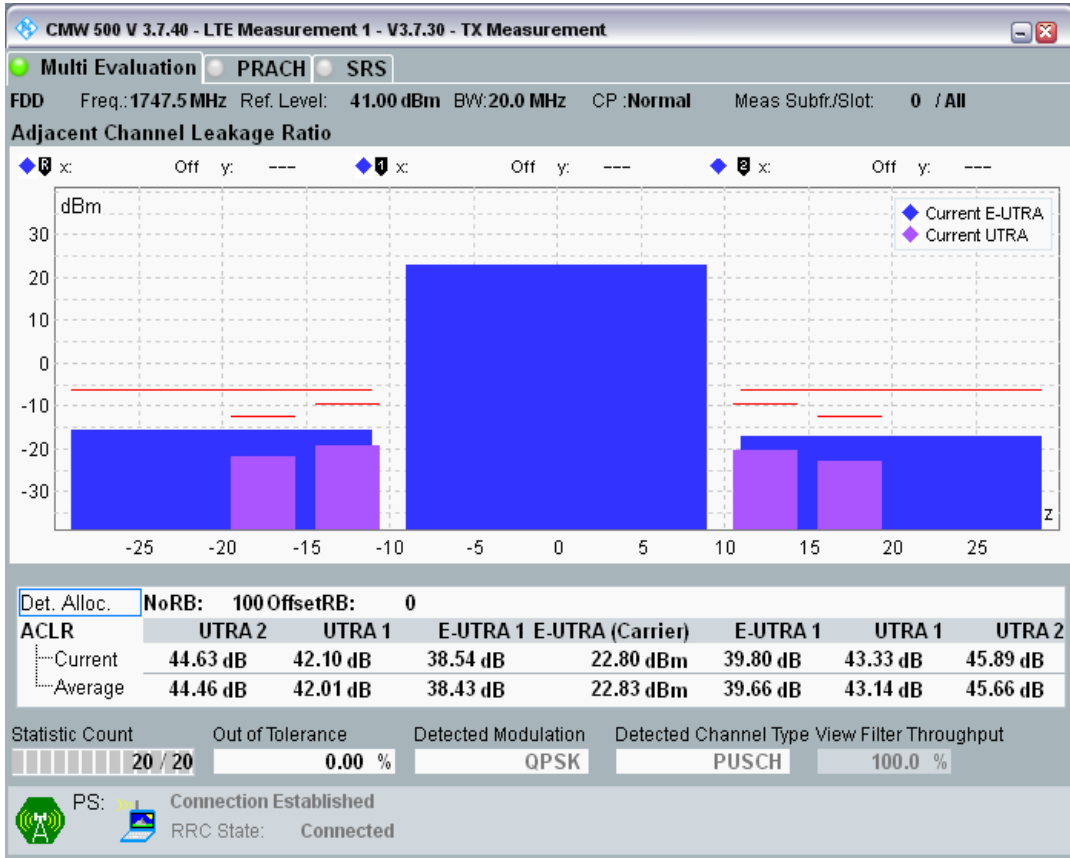 CMW 500 V 3.7.40 - LTE Measurement 1 - V3.7.30 - TX Measurement
Multi Evaluation PRACH SRS
FDD Freq.:1747.5 MHz Ref. Level: 41.00 dBm BW:20.0 MHz CP :Normal Meas Subfr./Slot: 0 / All
Adjacent Channel Leakage Ratio
R x: Off y: --- 1 x: Off y: --- 2 x: Off y: ---
dBm
Current E-UTRA
Current UTRA
30
20
10
0
-10
-20
-30
z
-25 -20 -15 -10 -5 0 5 10 15 20 25
Det. Alloc. NoRB: 100 OffsetRB: 0
ACLR UTRA 2 UTRA 1 E-UTRA 1 E-UTRA (Carrier) E-UTRA 1 UTRA 1 UTRA 2
Current 44.63 dB 42.10 dB 38.54 dB 22.80 dBm 39.80 dB 43.33 dB 45.89 dB
Average 44.46 dB 42.01 dB 38.43 dB 22.83 dBm 39.66 dB 43.14 dB 45.66 dB
Statistic Count Out of Tolerance Detected Modulation Detected Channel Type View Filter Throughput
20 / 20 0.00 % QPSK PUSCH 100.0 %
PS: Connection Established
RRC State: Connected